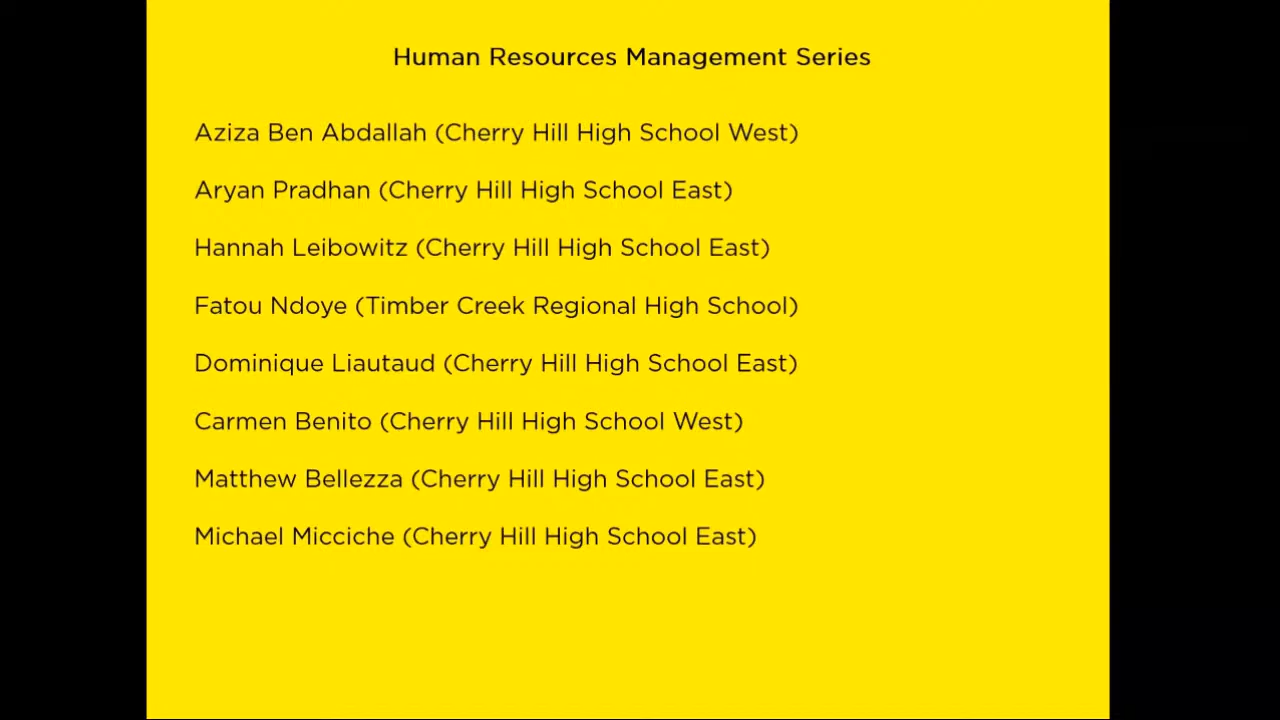 Human Resources Management Series
Aziza Ben Abdallah (Cherry Hill High School West)
Aryan Pradhan (Cherry Hill High School East)
Hannah Leibowitz (Cherry Hill High School East)
Fatou Ndoye (Timber Creek Regional High School)
Dominique Liautaud (Cherry Hill High School East)
Carmen Benito (Cherry Hill High School West)
Matthew Bellezza (Cherry Hill High School East)
Michael Micciche (Cherry Hill High School East)